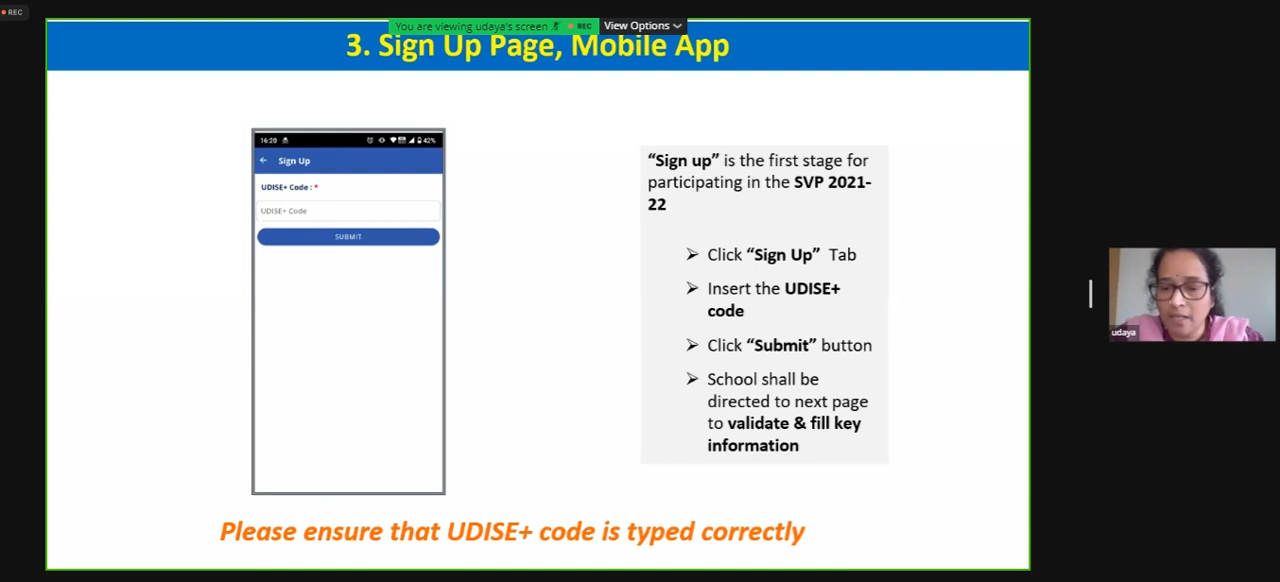 REC
You are viewing udaya's screen REC View Options
3. Sign Up Page, Mobile App
16:20 42%
Sign Up
UDISE+ Code : *
UDISE+ Code
SUBMIT
“Sign up” is the first stage for
participating in the SVP 2021-
22
➢ Click “Sign Up” Tab
➢ Insert the UDISE+
code
➢ Click “Submit” button
➢ School shall be
directed to next page
to validate & fill key
information
udaya
Please ensure that UDISE+ code is typed correctly